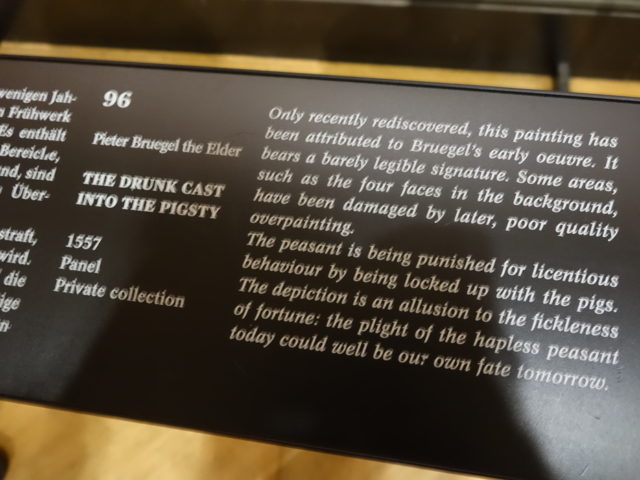 wenigen Jah-
Frühwerk
Es enthält
Bereiche,
und, sind
Über-
straft,
wird.
die
96
Pieter Bruegel the Elder
THE DRUNK CAST
INTO THE PIGSTY
1557
Panel
Private collection
Only recently rediscovered, this painting has
been attributed to Bruegel's early oeuvre. It
bears a barely legible signature. Some areas,
such as the four faces in the background,
have been damaged by later, poor quality
overpainting.
The peasant is being punished for licentious
behaviour by being locked up with the pigs.
The depiction is an allusion to the fickleness
of fortune: the plight of the hapless peasant
today could well be our own fate tomorrow.